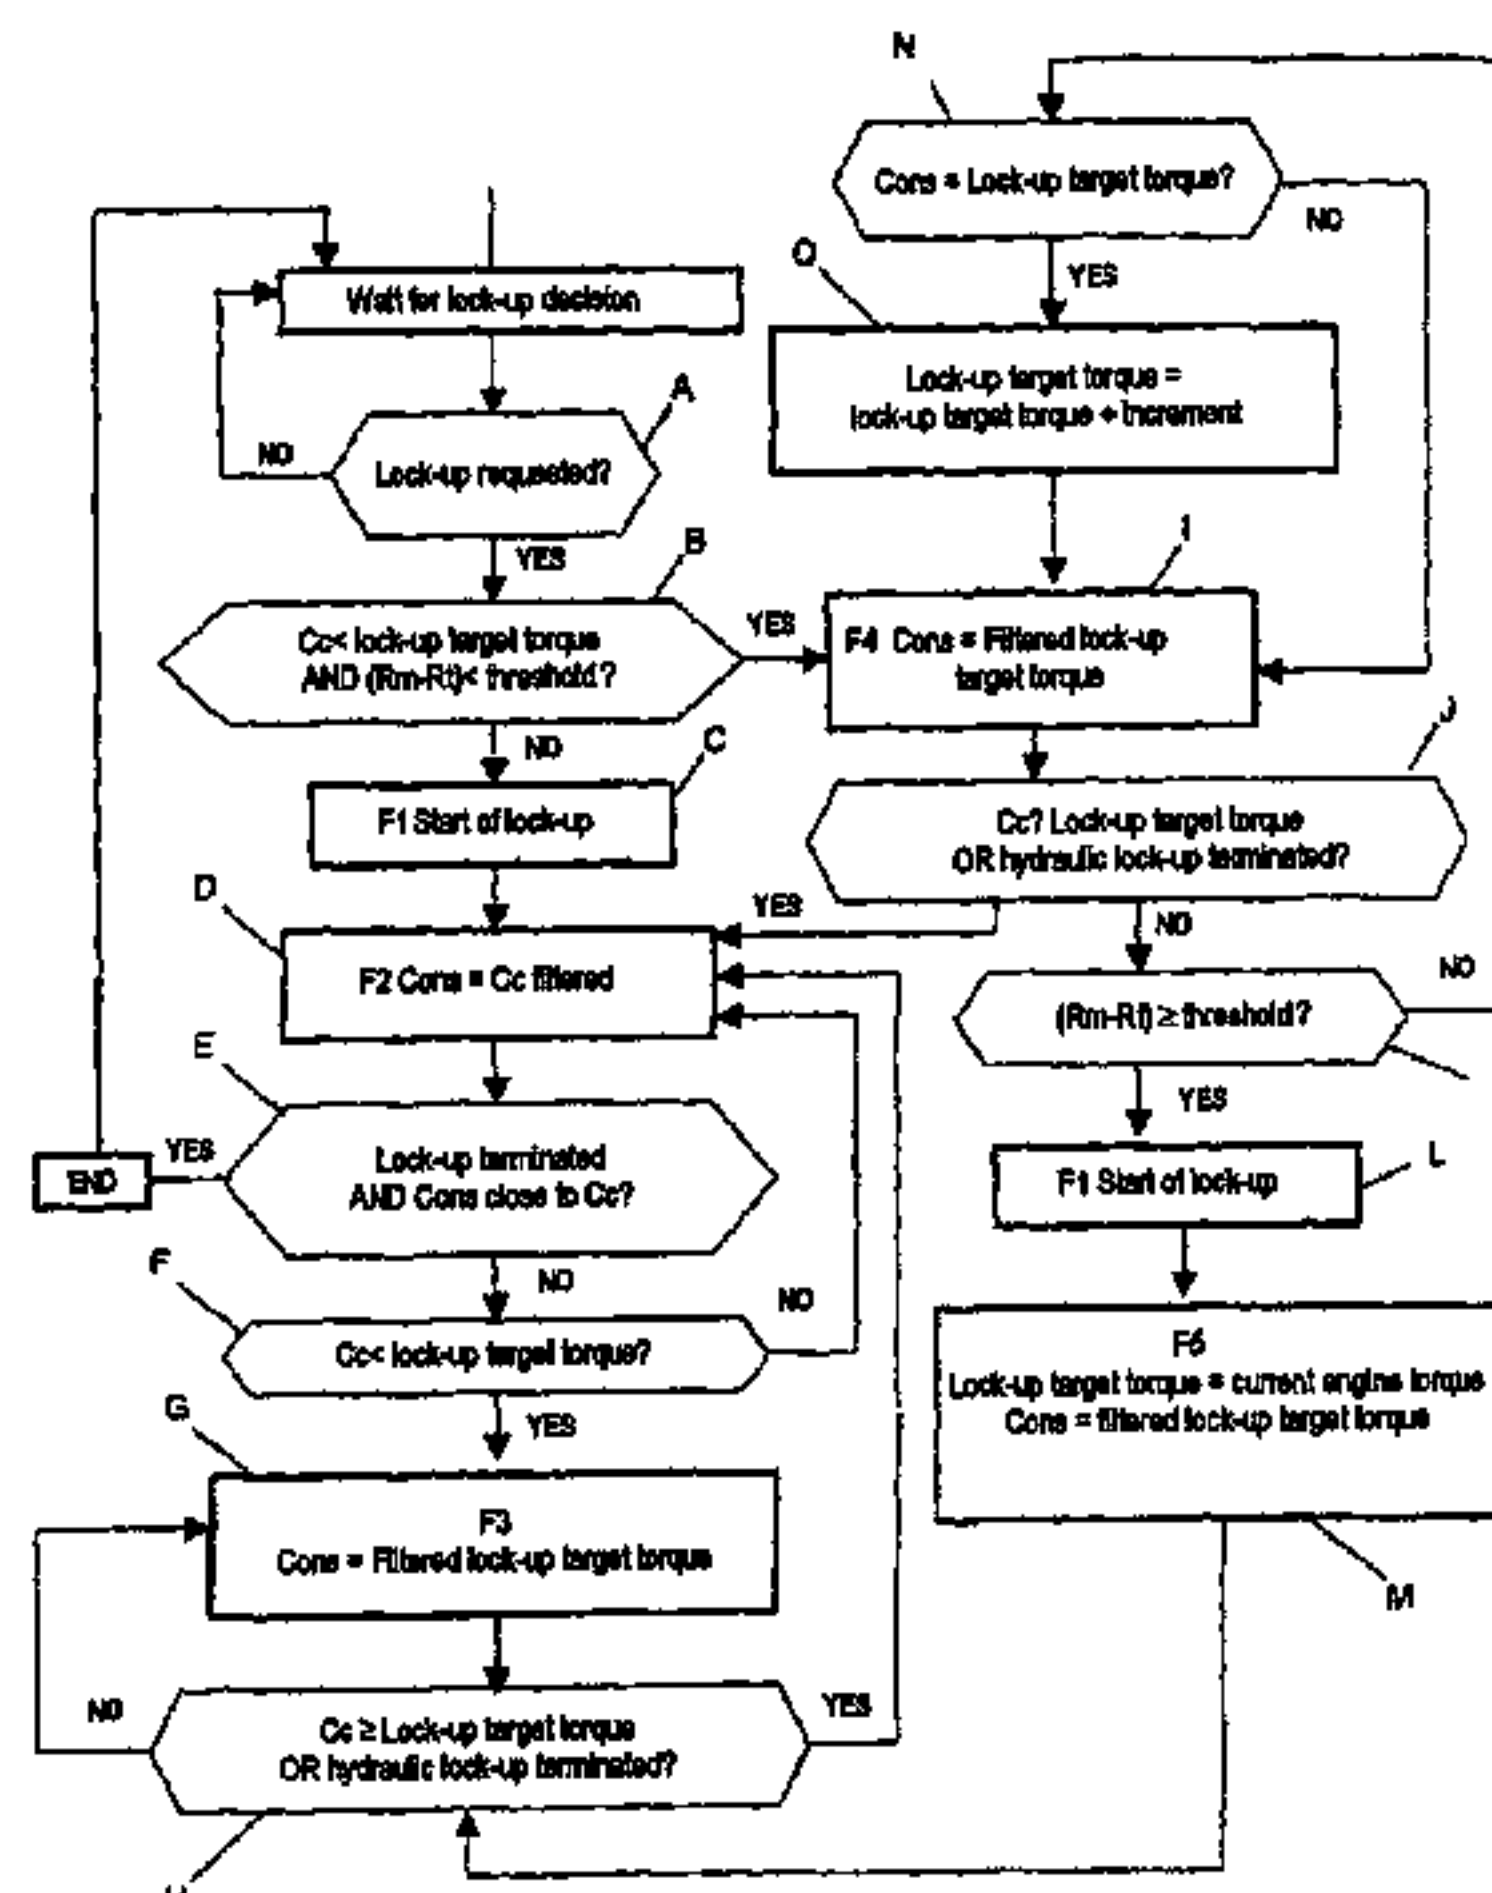 N
Cons = Lock-up target torque?
NO
YES
O
Lock-up target torque =
lock-up target torque + Increment
Wait for lock-up decision
A
NO
Lock-up requested?
YES
B
Cc< lock-up target torque
AND (Rm-Rt)< threshold?
YES
I
F4 Cons = Filtered lock-up
target torque
NO
C
F1 Start of lock-up
J
Cc? Lock-up target torque
OR hydraulic lock-up terminated?
YES
NO
D
F2 Cons = Cc filtered
(Rm-Rt) ≥ threshold?
NO
YES
E
Lock-up terminated
AND Cons close to Cc?
YES
END
NO
L
F1 Start of lock-up
F
Cc< lock-up target torque?
NO
YES
F5
Lock-up target torque = current engine torque
Cons = filtered lock-up target torque
M
G
F3
Cons = Filtered lock-up target torque
NO
Cc ≥ Lock-up target torque
OR hydraulic lock-up terminated?
YES